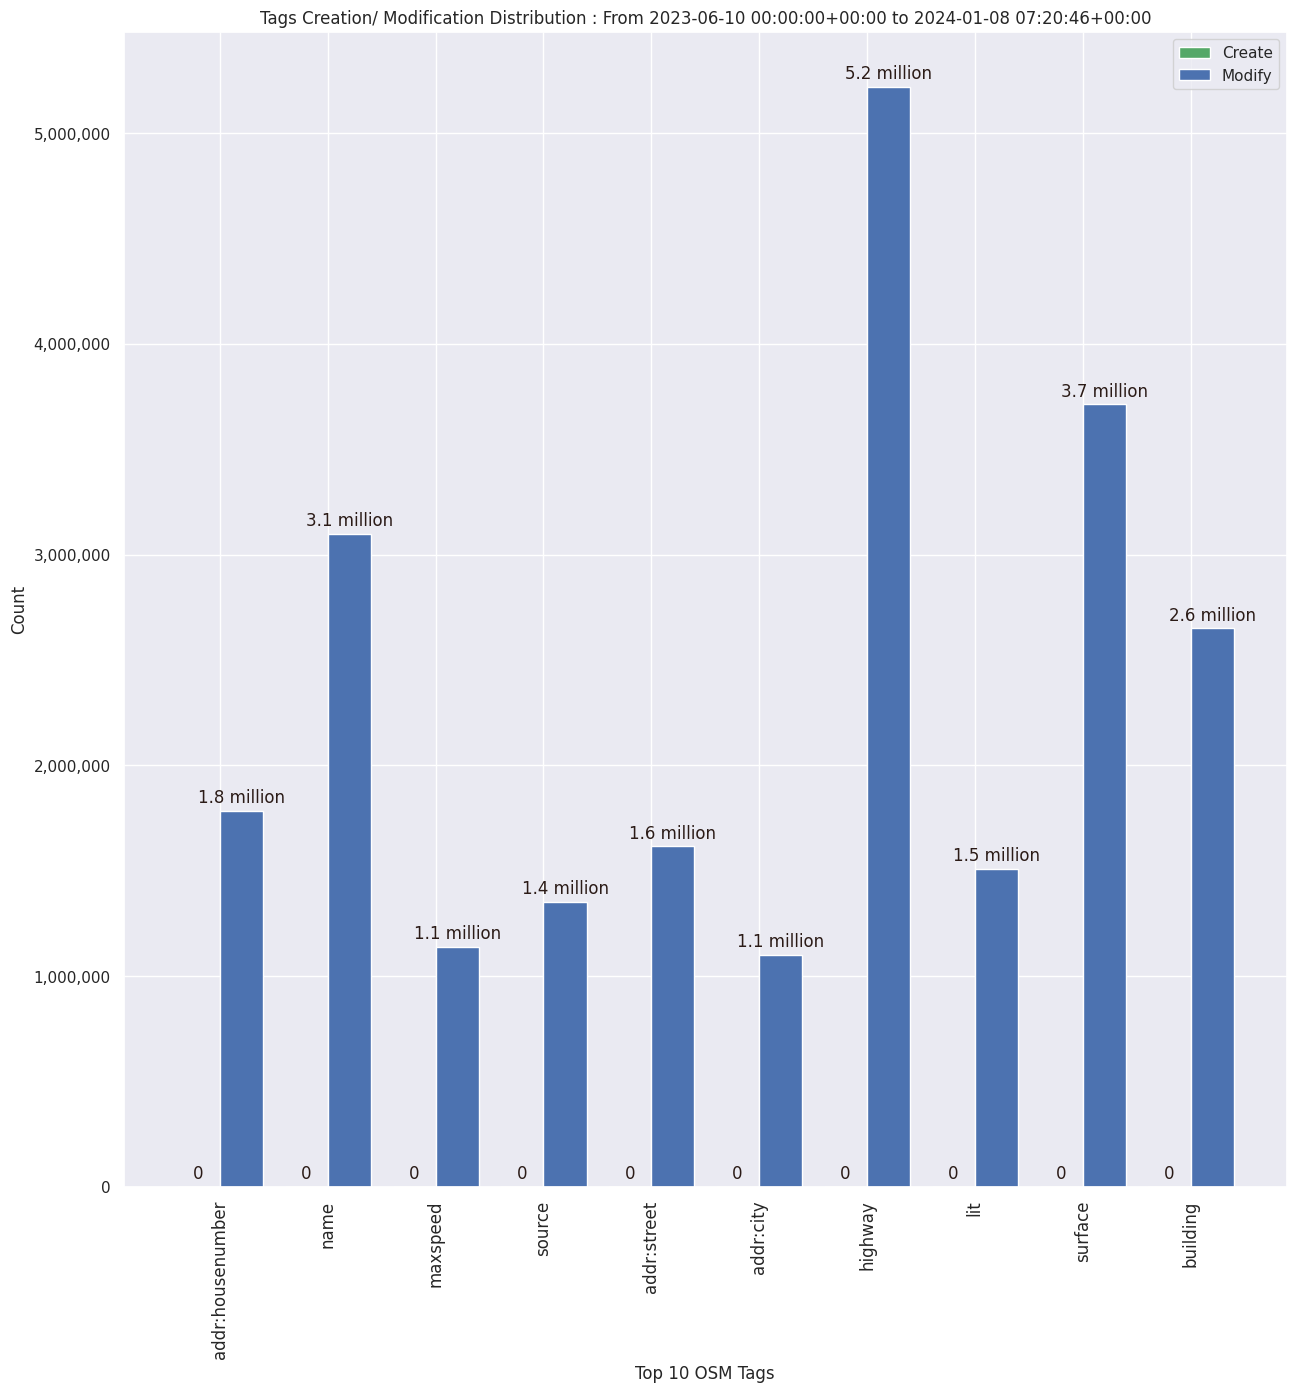 Tags Creation/ Modification Distribution : From 2023-06-10 00:00:00+00:00 to 2024-01-08 07:20:46+00:00
Create
Modify
5.2 million
5,000,000
4,000,000
3.7 million
3.1 million
3,000,000
2.6 million
Count
2,000,000
1.8 million
1.6 million
1.5 million
1.4 million
1.1 million
1.1 million
1,000,000
0
0 0 0 0 0 0 0 0 0 0
addr:housenumber
name
maxspeed
source
addr:street
addr:city
highway
lit
surface
building
Top 10 OSM Tags